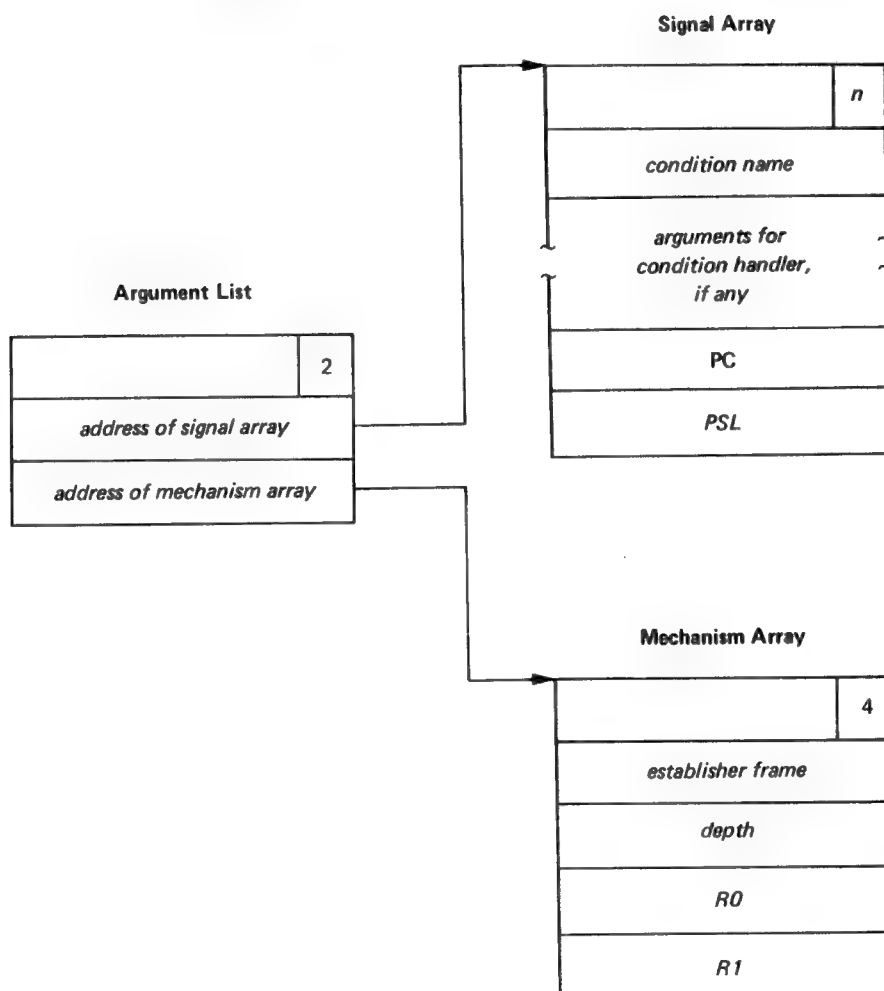 Signal Array
n
condition name
arguments for
condition handler,
if any
PC
PSL
Argument List
2
address of signal array
address of mechanism array
Mechanism Array
4
establisher frame
depth
R0
R1